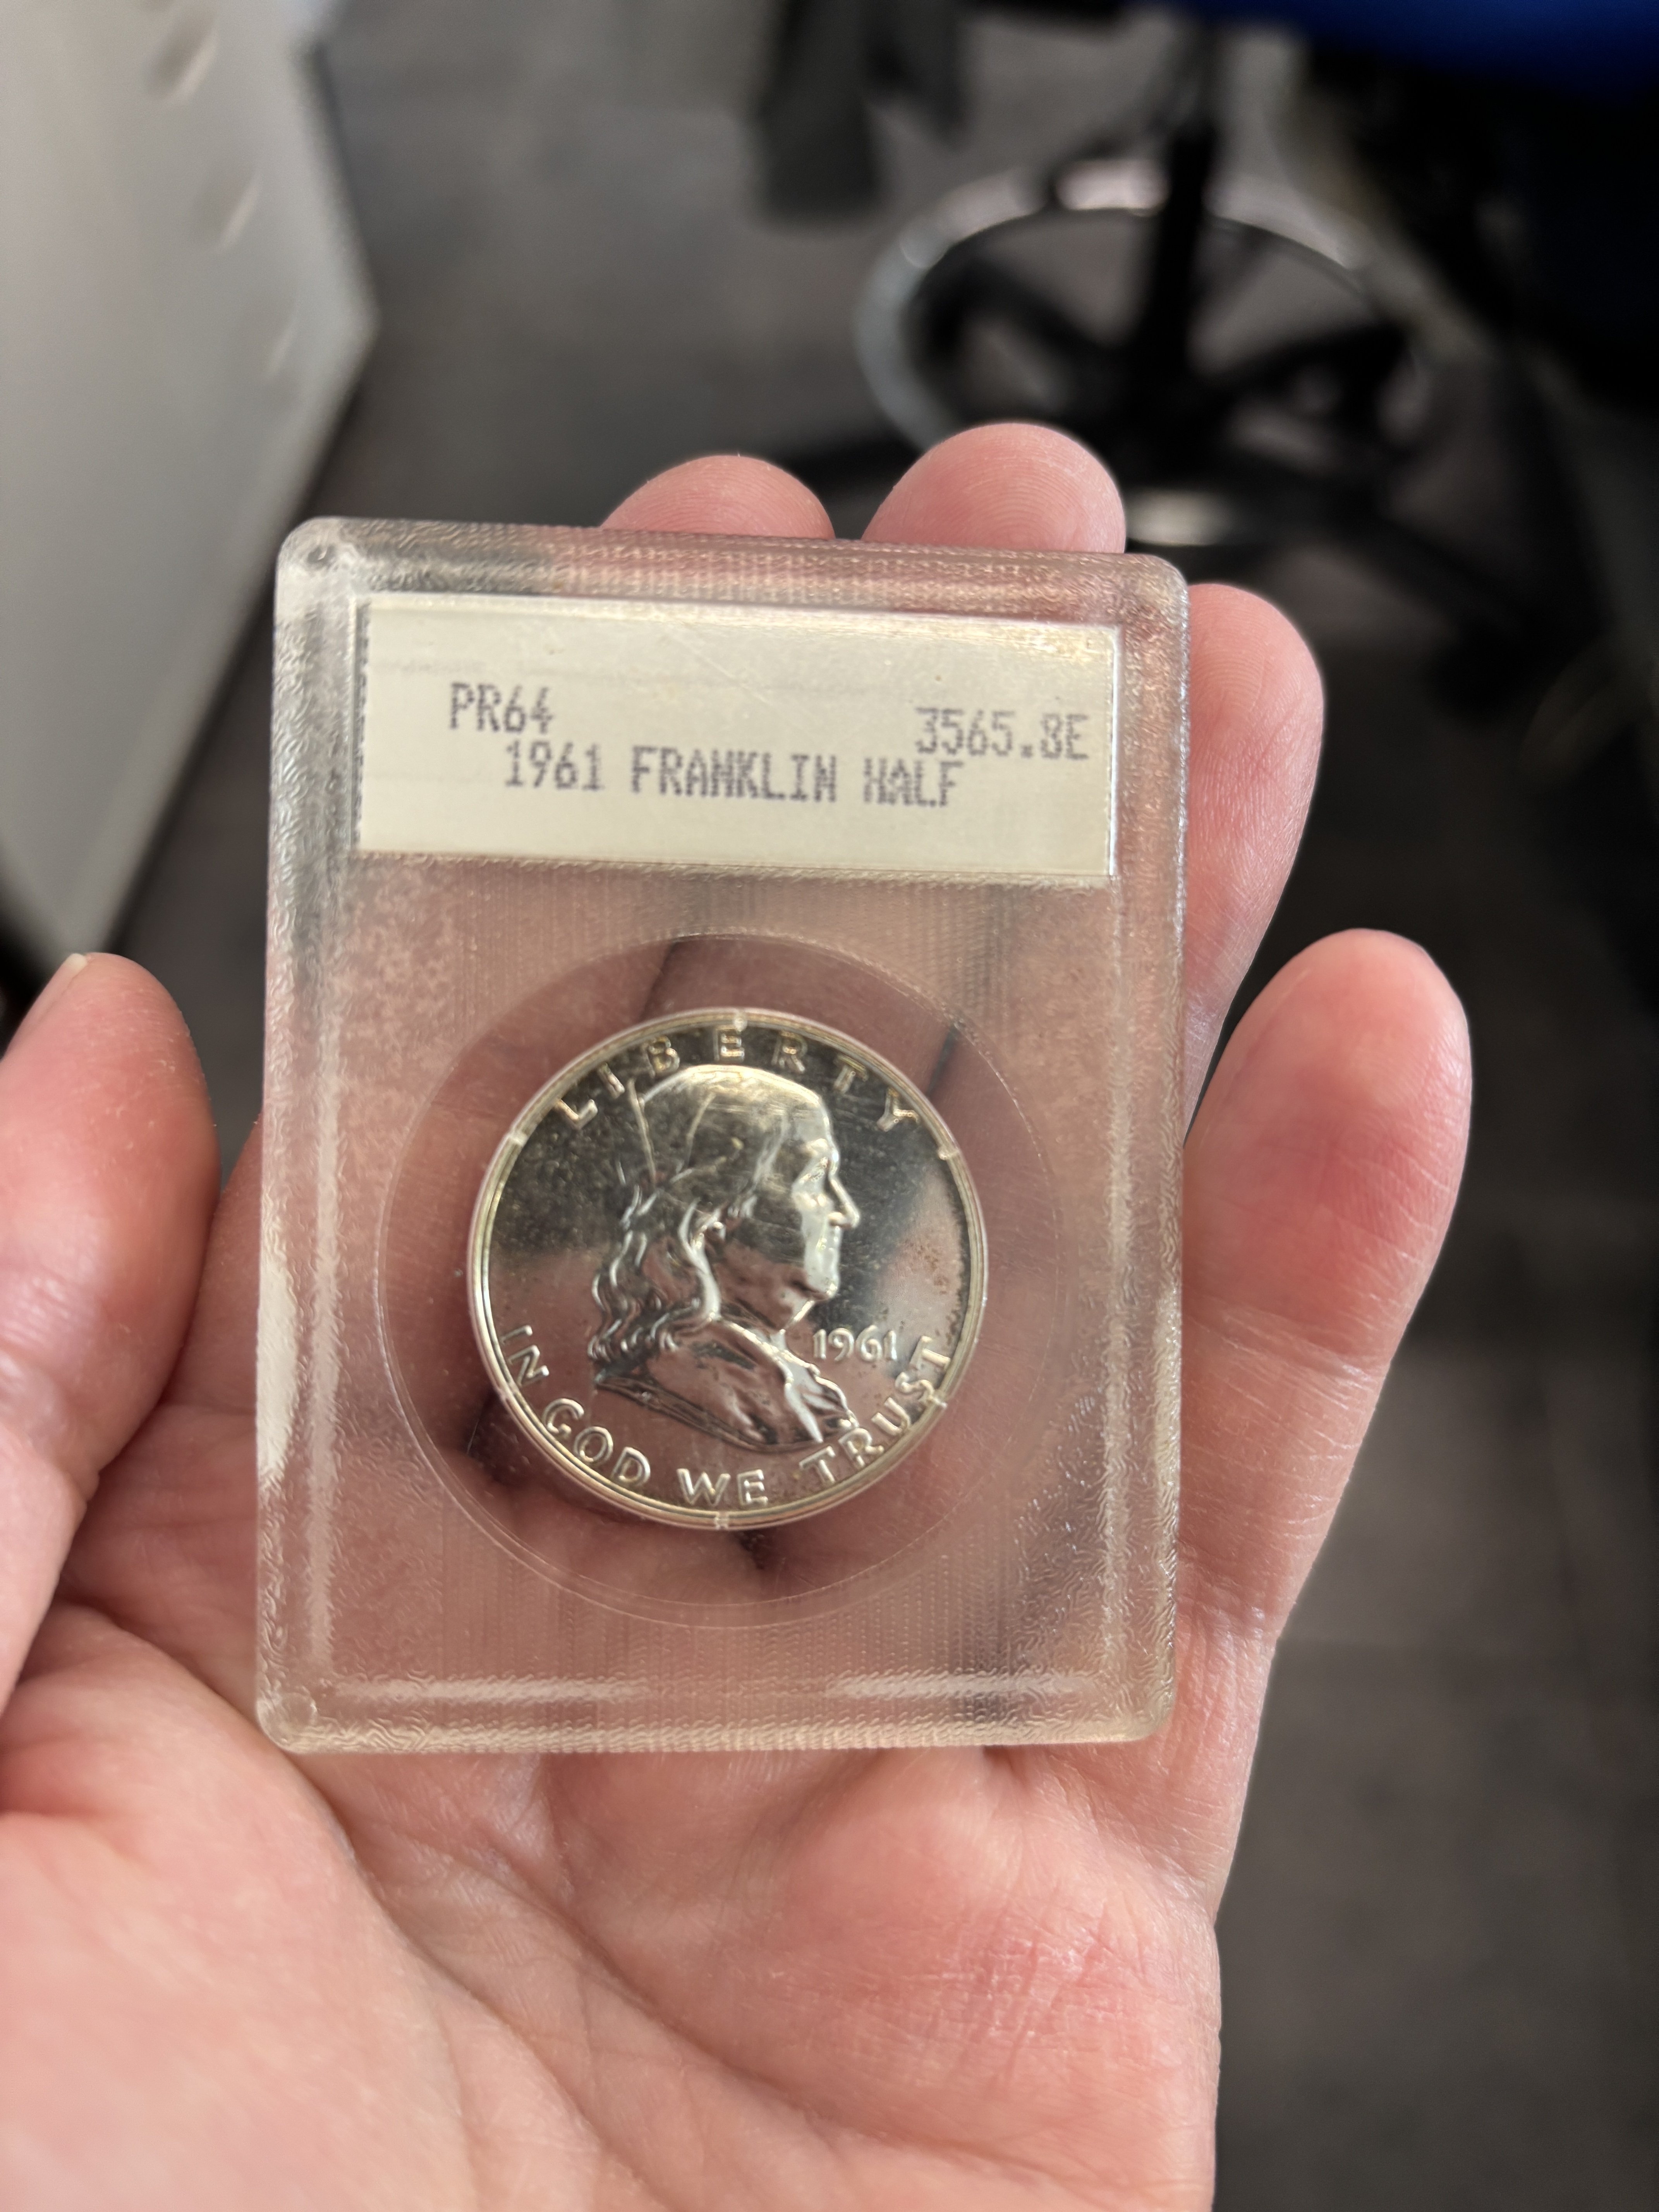 PR64 3565.8E
1961 FRANKLIN HALF
LIBERTY
1961
IN GOD WE TRUST